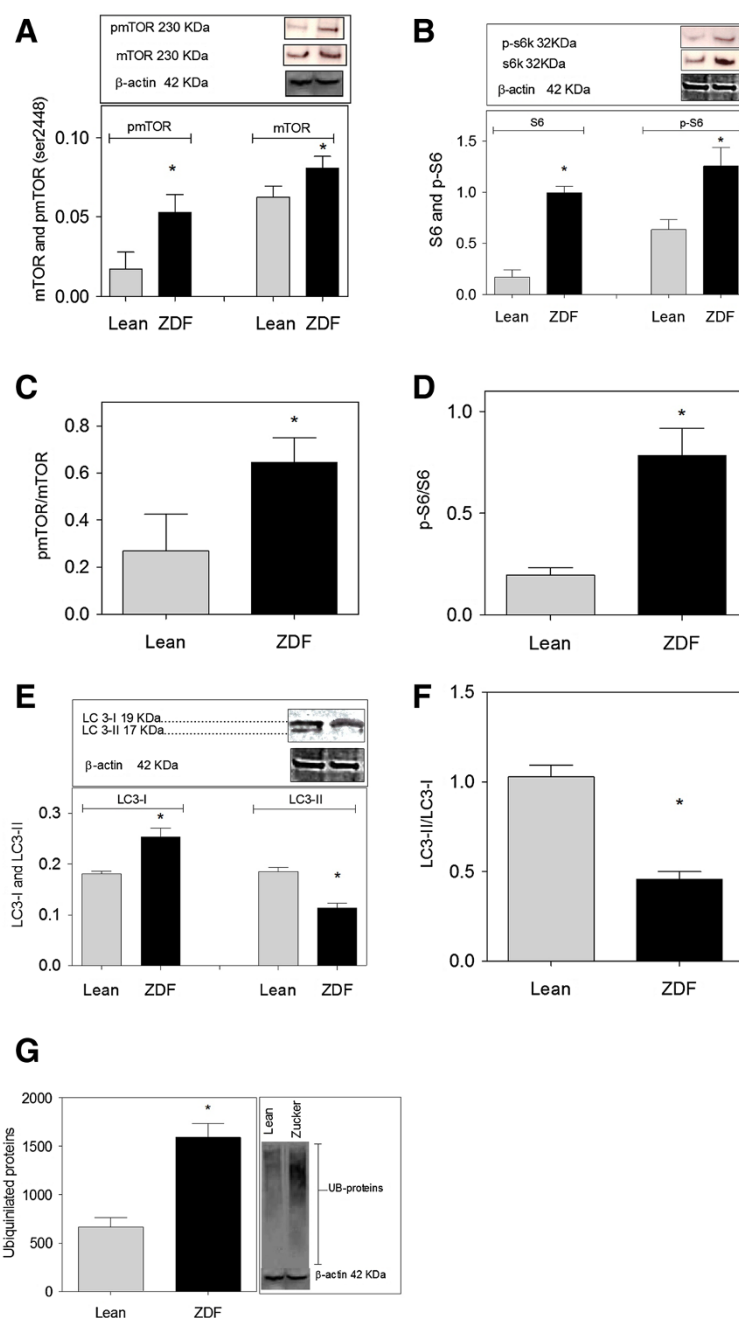 A
pmTOR 230 KDa
mTOR 230 KDa
β-actin 42 KDa
pmTOR
mTOR
*
*
mTOR and pmTOR (ser2448)
0.10
0.05
0.00
Lean ZDF
Lean ZDF
B
p-s6k 32KDa
s6k 32KDa
β-actin 42 KDa
S6
p-S6
*
*
S6 and p-S6
1.5
1.0
0.5
0.0
Lean ZDF
Lean ZDF
C
*
pmTOR/mTOR
0.8
0.6
0.4
0.2
0.0
Lean ZDF
D
*
p-S6/S6
1.0
0.5
0.0
Lean ZDF
E
LC 3-I 19 KDa
LC 3-II 17 KDa
β-actin 42 KDa
LC3-I
LC3-II
*
*
LC3-I and LC3-II
0.3
0.2
0.1
0.0
Lean ZDF
Lean ZDF
F
*
LC3-II/LC3-I
1.5
1.0
0.5
0.0
Lean ZDF
G
*
Ubiquinilated proteins
2000
1500
1000
500
0
Lean ZDF
Lean
Zucker
UB-proteins
β-actin 42 KDa